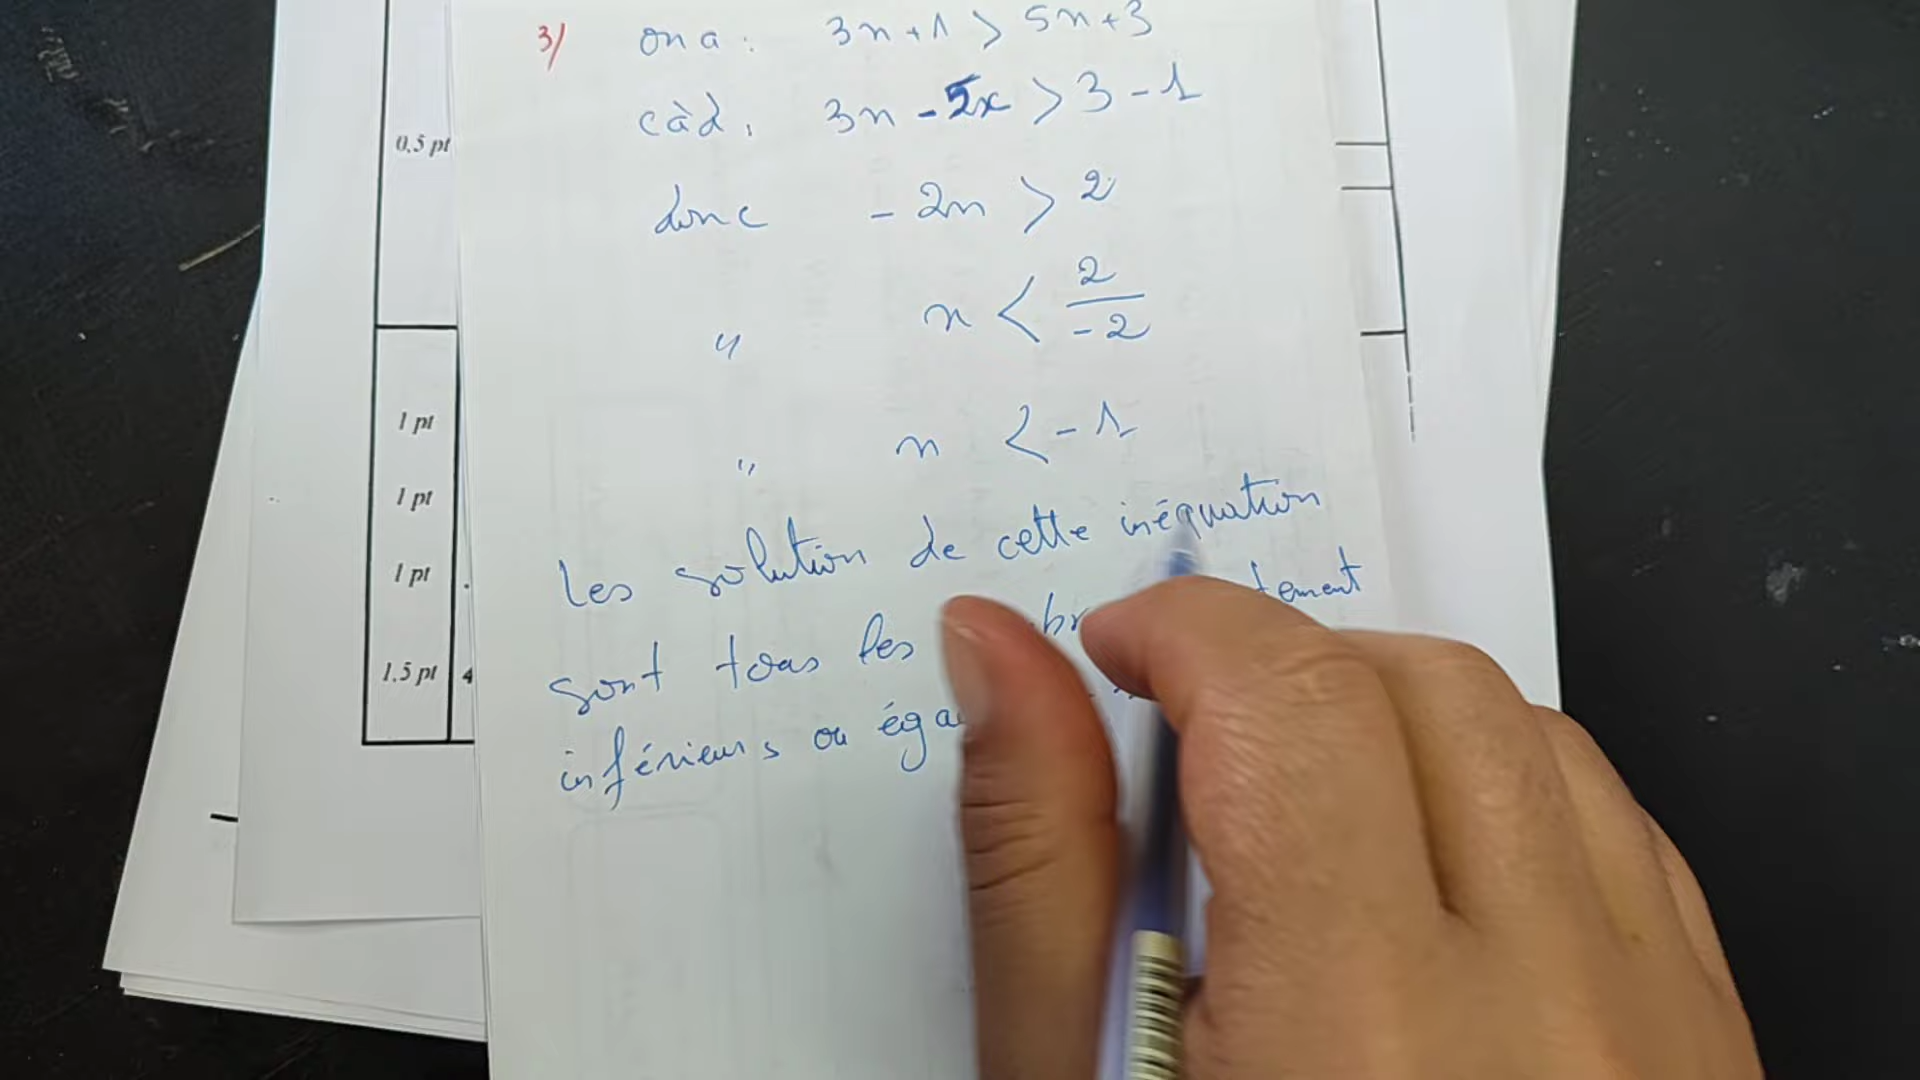 3/ on a : 3x+1 > 5x+3
càd, 3x - 5x > 3 - 1
donc - 2x > 2
" x < 2/-2
" x < -1
Les solution de cette inéquation
sont tous les tement
inférieurs ou
0,5 pt
1 pt
1 pt
1 pt
1.5 pt 4